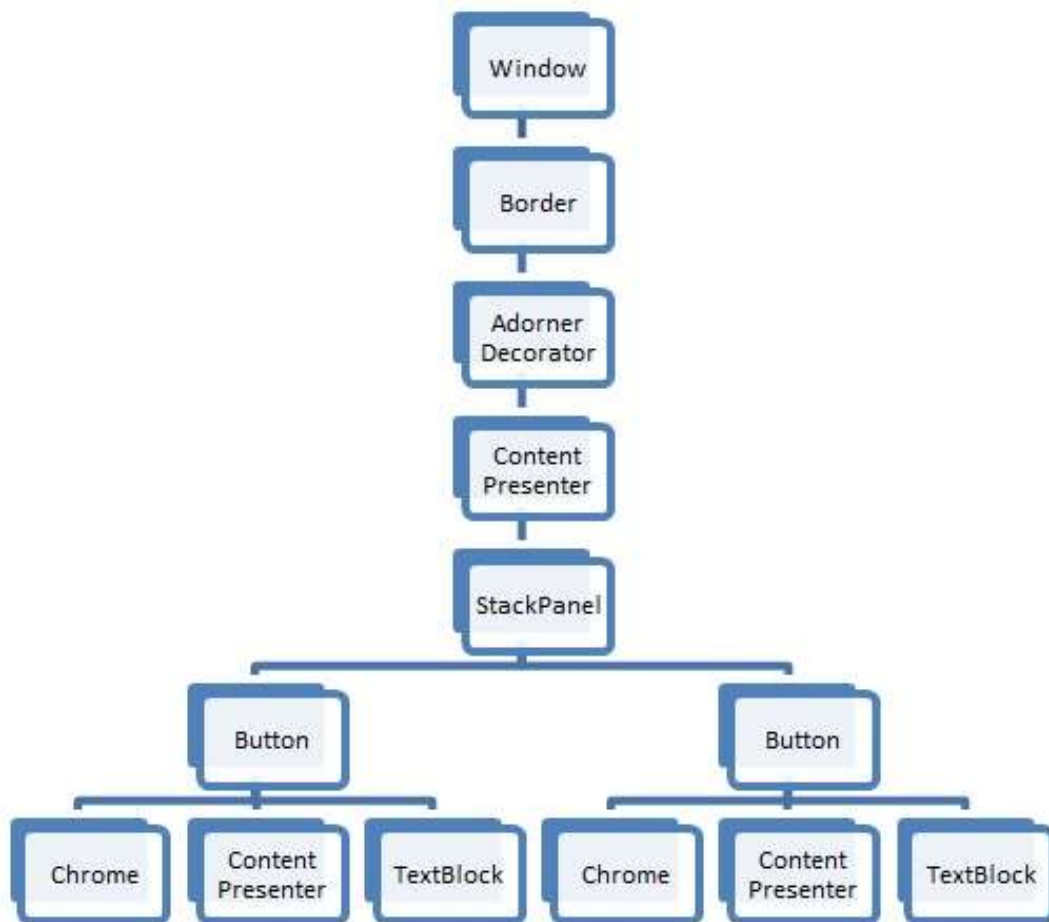 Window
Border
Adorner
Decorator
Content
Presenter
StackPanel
Button
Button
Chrome
Content
Presenter
TextBlock
Chrome
Content
Presenter
TextBlock